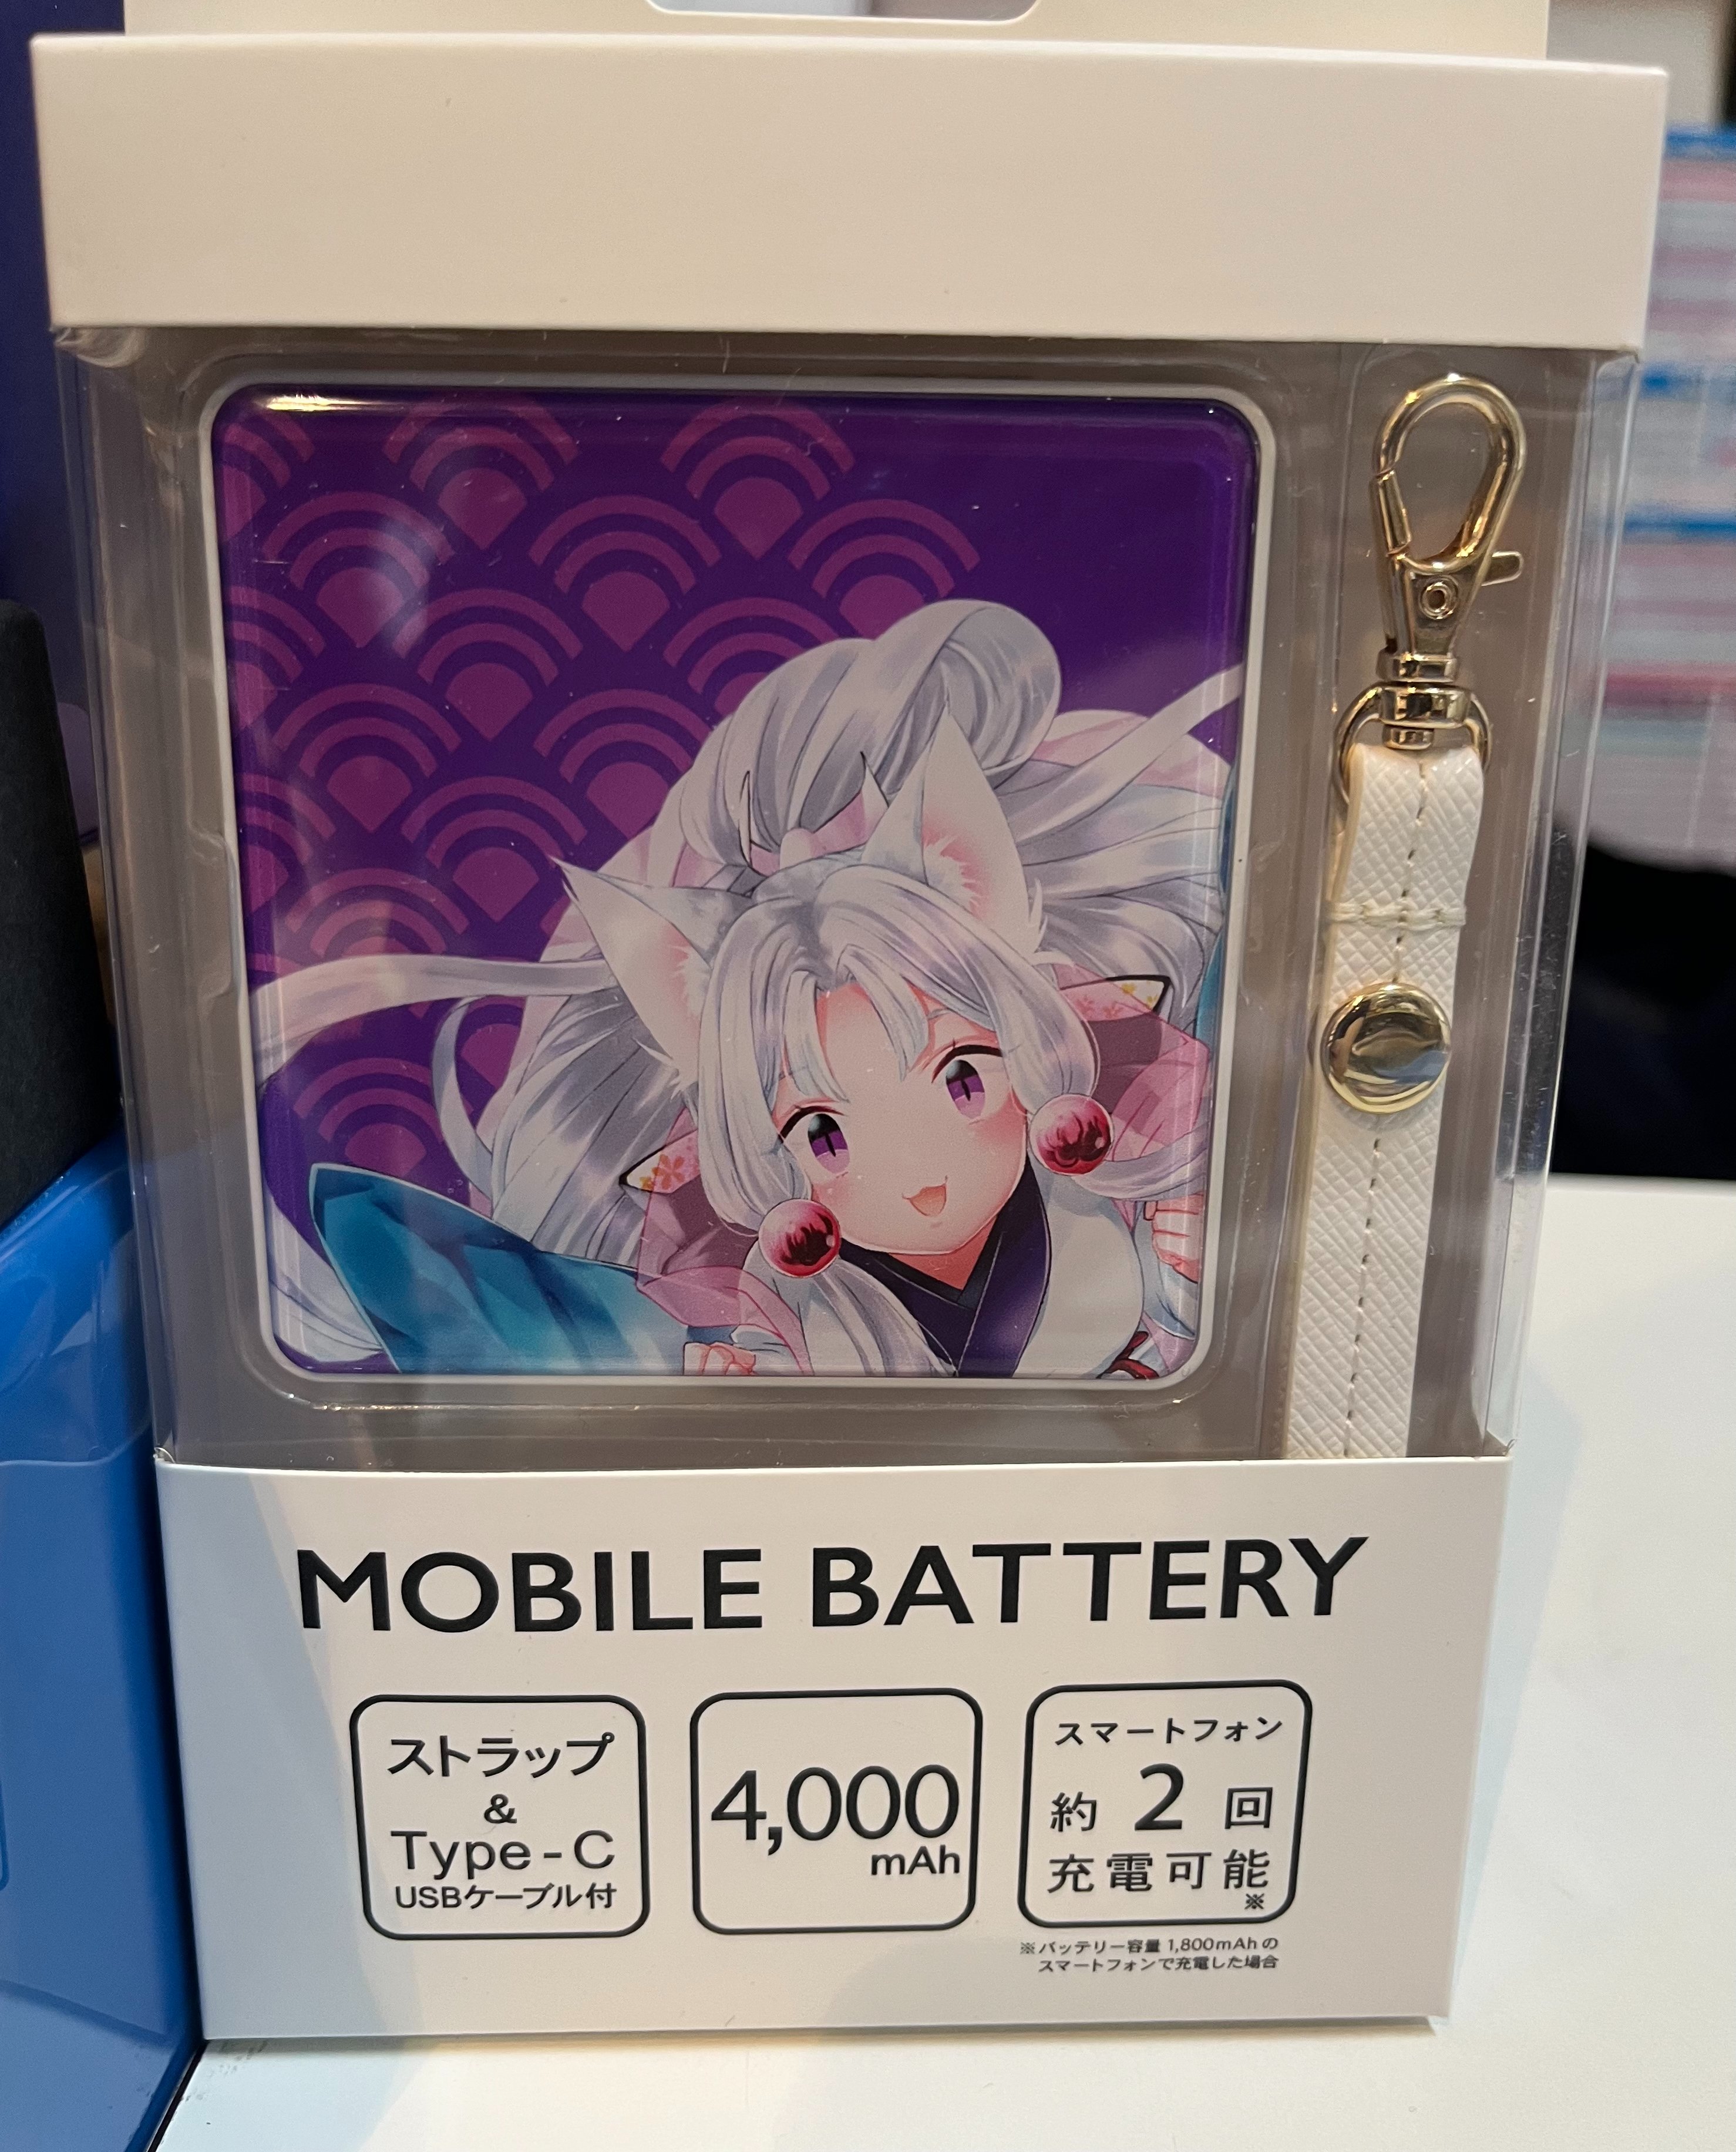 MOBILE BATTERY
ストラップ
&
Type-C
USBケーブル付
4,000
mAh
スマートフォン
約 2 回
充電可能
※
※バッテリー容量 1,800mAh の
スマートフォンで充電した場合